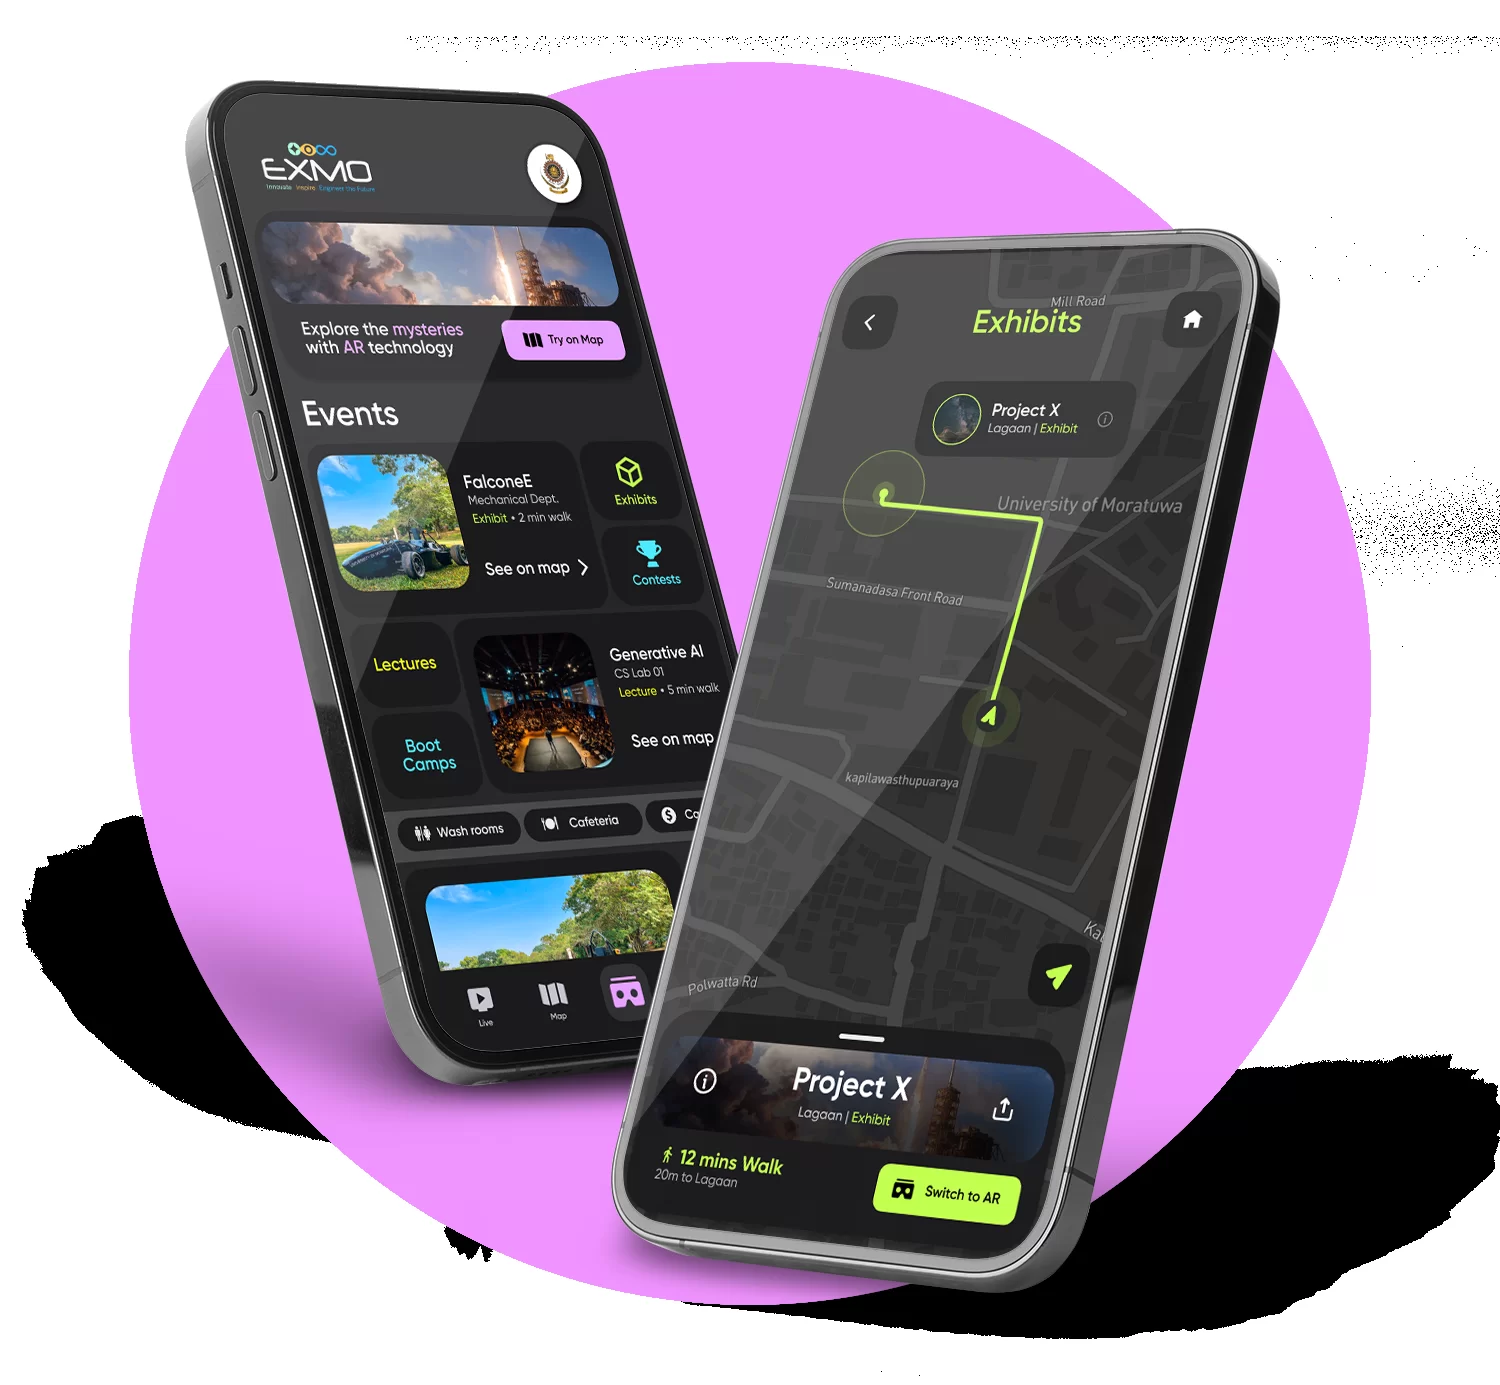 EXMO
Innovate Inspire Engineer the Future
Explore the mysteries
with AR technology
Try on Map
Events
FalconeE
Mechanical Dept.
Exhibit • 2 min walk
See on map
Exhibits
Contests
Lectures
Boot
Camps
Generative AI
CS Lab 01
Lecture • 5 min walk
See on map
Wash rooms
Cafeteria
Live
Map
Mill Road
Exhibits
Project X
Lagaan | Exhibit
University of Moratuwa
Sumanadasa Front Road
kapilawasthupuaraya
Polwatta Rd
Project X
Lagaan | Exhibit
12 mins Walk
20m to Lagaan
Switch to AR